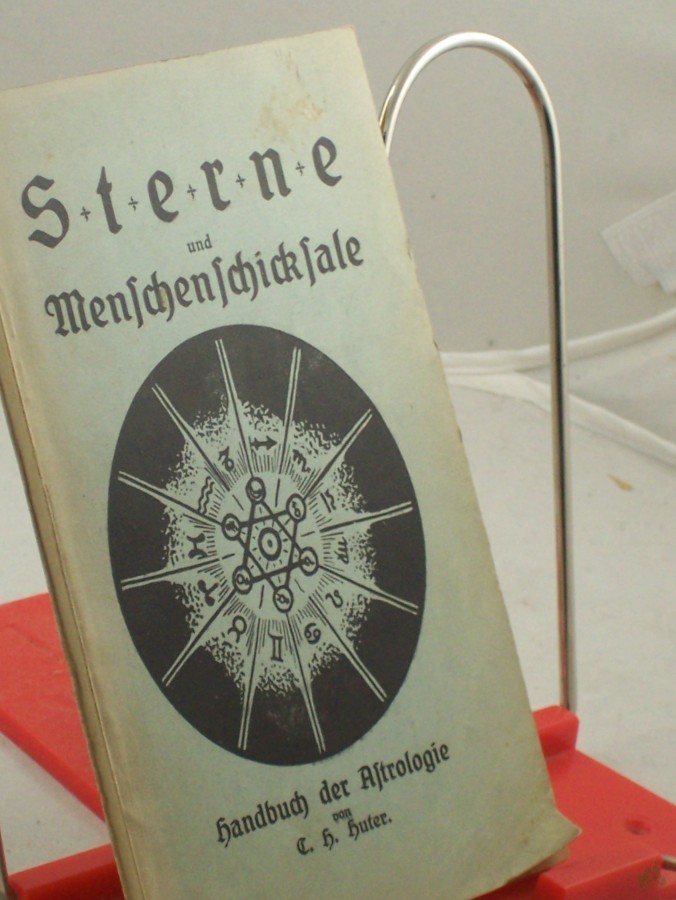 S+t+e+r+n+e
und
Menſchenſchickſale
Handbuch der Aſtrologie
von
C. H. Huter.